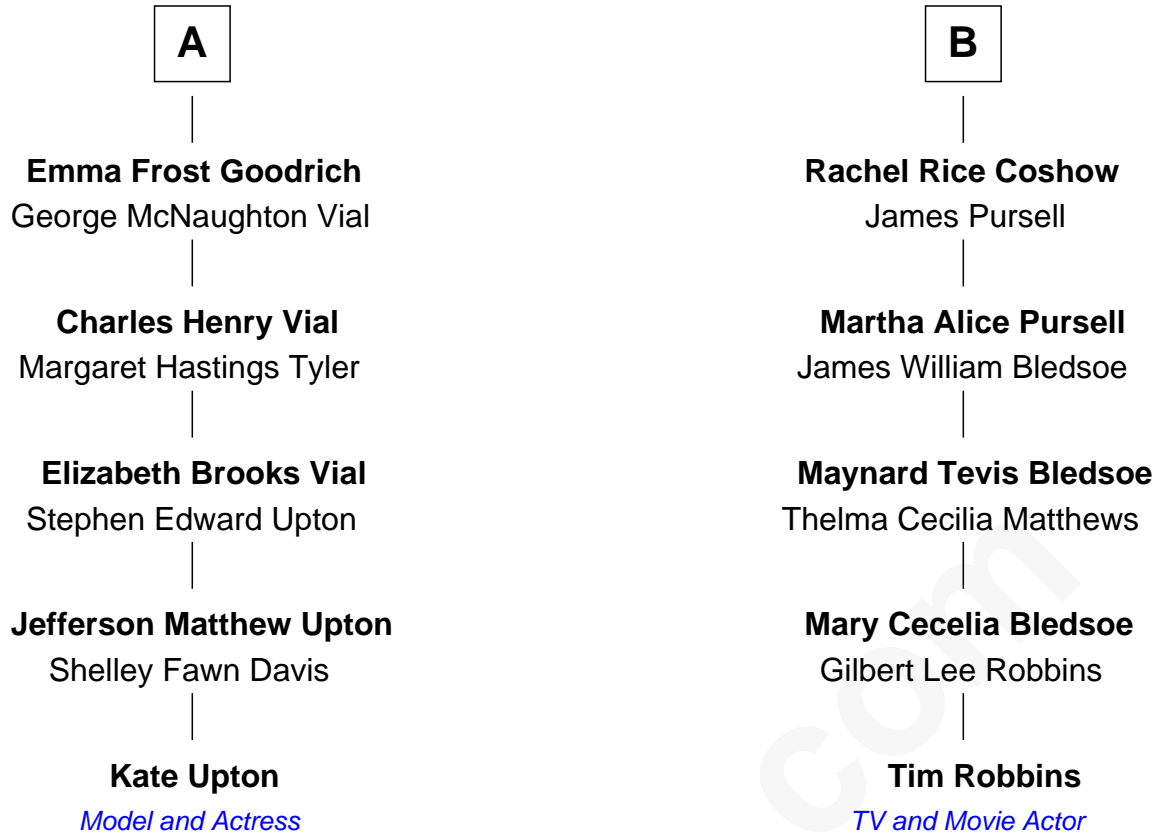 A
B
Emma Frost Goodrich
George McNaughton Vial
Rachel Rice Coshow
James Pursell
Charles Henry Vial
Margaret Hastings Tyler
Martha Alice Pursell
James William Bledsoe
Elizabeth Brooks Vial
Stephen Edward Upton
Maynard Tevis Bledsoe
Thelma Cecilia Matthews
Jefferson Matthew Upton
Shelley Fawn Davis
Mary Cecelia Bledsoe
Gilbert Lee Robbins
Kate Upton
Model and Actress
Tim Robbins
TV and Movie Actor
com